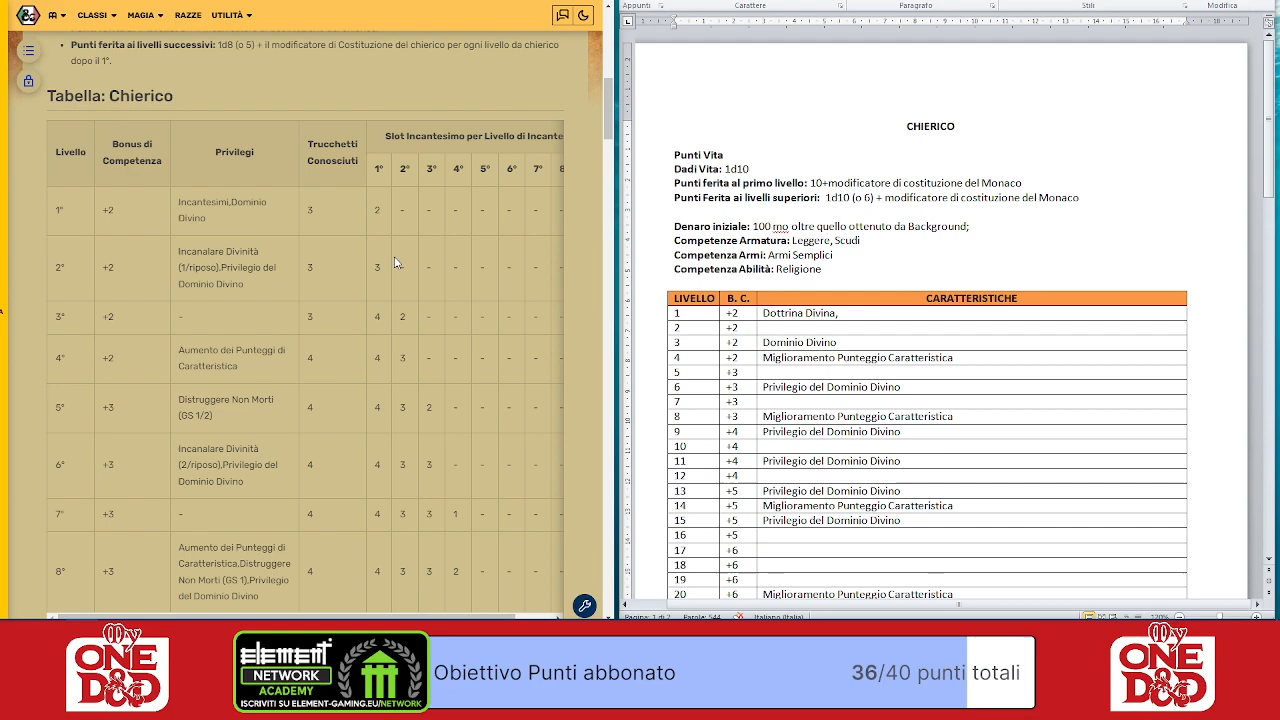 CLASSI MAGIA RAZZE UTILITÀ
Punti ferita ai livelli successivi: 1d8 (o 5) + il modificatore di Costituzione del chierico per ogni livello da chierico
dopo il 1°.
Tabella: Chierico
Livello Bonus di Competenza Privilegi Trucchetti Conosciuti Slot Incantesimo per Livello di Incante
1° 2° 3° 4° 5° 6° 7° 8
1° +2 Incantesimi,Dominio Divino 3 2 - - - - - - -
2° +2 Incanalare Divinità (1/riposo),Privilegio del Dominio Divino 3 3 - - - - - - -
3° +2 - 3 4 2 - - - - - -
4° +2 Aumento dei Punteggi di Caratteristica 4 4 3 - - - - - -
5° +3 Distruggere Non Morti (GS 1/2) 4 4 3 2 - - - - -
6° +3 Incanalare Divinità (2/riposo),Privilegio del Dominio Divino 4 4 3 3 - - - - -
7° +3 - 4 4 3 3 1 - - - -
8° +3 Aumento dei Punteggi di Caratteristica,Distruggere Non Morti (GS 1),Privilegio del Dominio Divino 4 4 3 3 2 - - - -
Appunti Carattere Paragrafo Stili Modifica
CHIERICO
Punti Vita
Dadi Vita: 1d10
Punti ferita al primo livello: 10+modificatore di costituzione del Monaco
Punti Ferita ai livelli superiori: 1d10 (o 6) + modificatore di costituzione del Monaco
Denaro iniziale: 100 mo oltre quello ottenuto da Background;
Competenze Armatura: Leggere, Scudi
Competenza Armi: Armi Semplici
Competenza Abilità: Religione
LIVELLO B. C. CARATTERISTICHE
1 +2 Dottrina Divina,
2 +2
3 +2 Dominio Divino
4 +2 Miglioramento Punteggio Caratteristica
5 +3
6 +3 Privilegio del Dominio Divino
7 +3
8 +3 Miglioramento Punteggio Caratteristica
9 +4 Privilegio del Dominio Divino
10 +4
11 +4 Privilegio del Dominio Divino
12 +4
13 +5 Privilegio del Dominio Divino
14 +5 Miglioramento Punteggio Caratteristica
15 +5 Privilegio del Dominio Divino
16 +5
17 +6
18 +6
19 +6
20 +6 Miglioramento Punteggio Caratteristica
Pagina: 1 di 2 Parole: 544 Italiano (Italia) 120%
My
ONE
D&D
element
NETWORK
ACADEMY
ISCRIVITI SU ELEMENT-GAMING.EU/NETWORK
Obiettivo Punti abbonato 36/40 punti totali
My
ONE
D&D